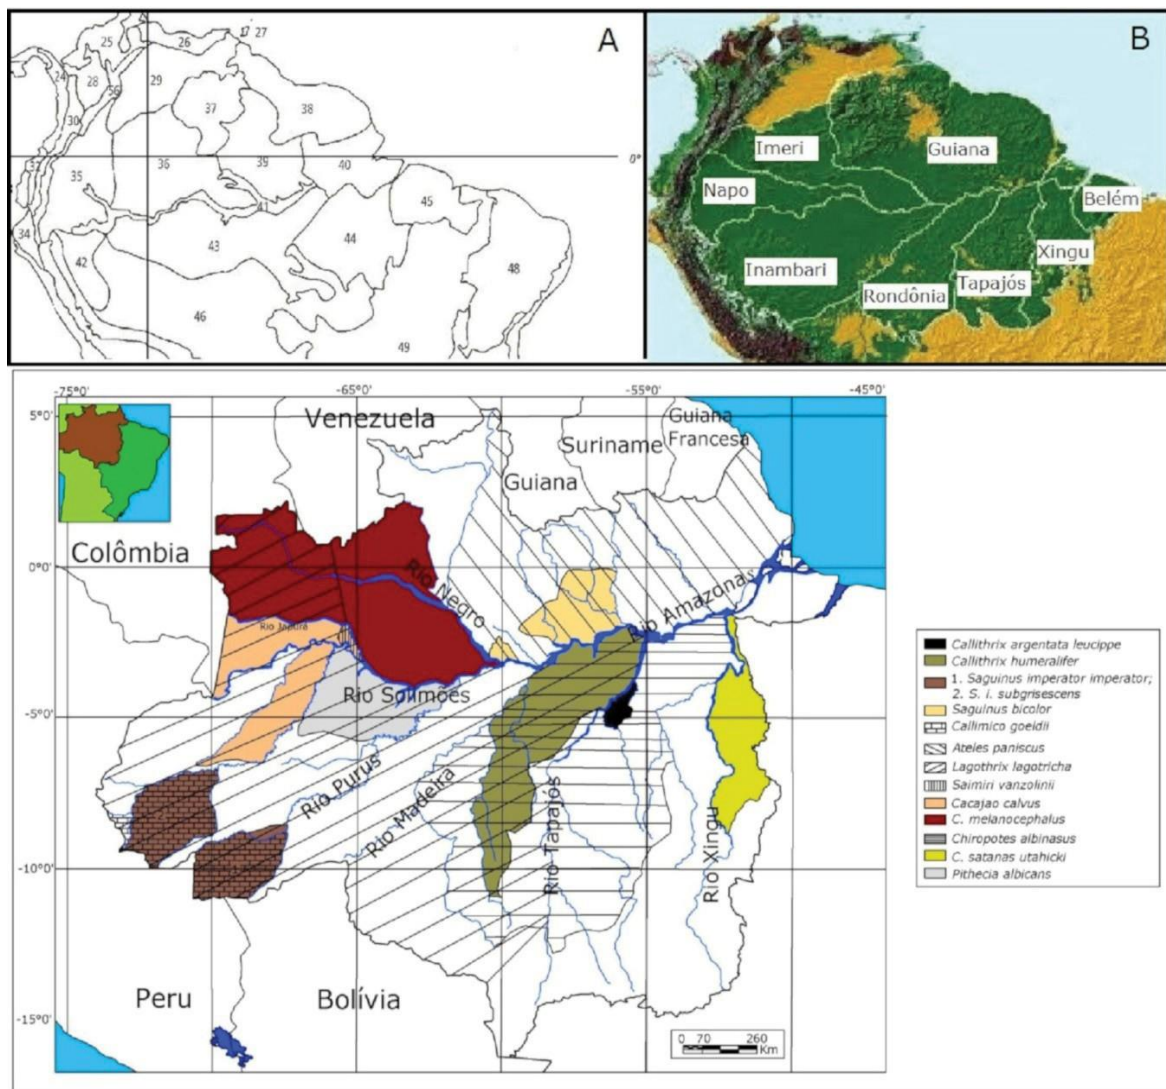 A
25
26
27
24
28
29
56
37
38
30
0°
33
36
39
40
35
41
45
34
43
44
42
48
46
49
B
Imeri
Guiana
Napo
Belém
Inambari
Xingu
Tapajós
Rondônia
-75°0'
-65°0'
-55°0'
-45°0'
5°0'
Venezuela
Guiana
Francesa
Suriname
Guiana
Colômbia
0°0'
Rio Negro
Rio Amazonas
Rio Japurá
Rio Solimões
-5°0'
Rio Purus
Rio Madeira
Rio Tapajós
Rio Xingu
-10°0'
Peru
Bolívia
-15°0'
0 70 260
Km
Callithrix argentata leucippe
Callithrix humeralifer
1. Saguinus imperator imperator;
2. S. i. subgrisescens
Saguinus bicolor
Callimico goeldii
Ateles paniscus
Lagothrix lagotricha
Saimiri vanzolinii
Cacajao calvus
C. melanocephalus
Chiropotes albinasus
C. satanas utahicki
Pithecia albicans